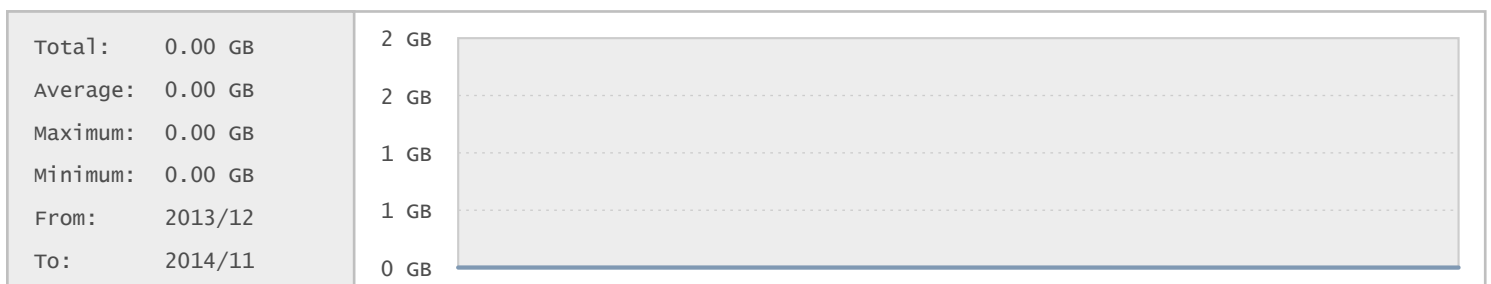 Total: 0.00 GB
Average: 0.00 GB
Maximum: 0.00 GB
Minimum: 0.00 GB
From: 2013/12
To: 2014/11
2 GB
2 GB
1 GB
1 GB
0 GB